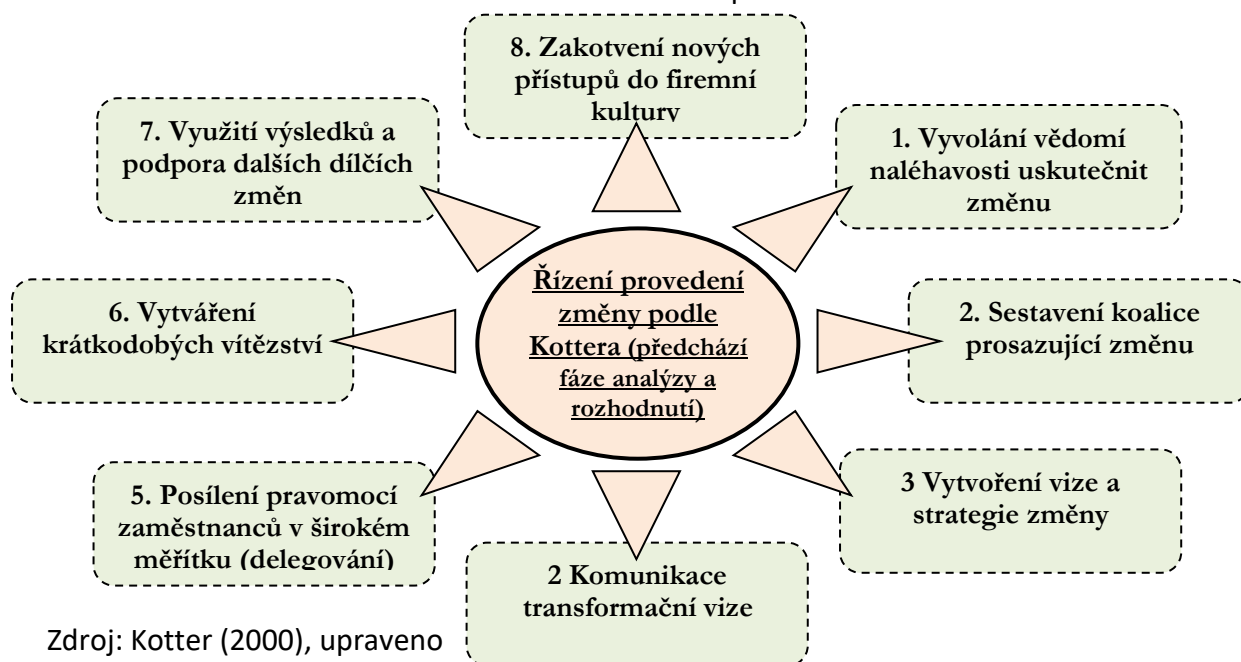 8. Zakotvení nových
přístupů do firemní
kultury
1. Vyvolání vědomí
naléhavosti uskutečnit
změnu
2. Sestavení koalice
prosazující změnu
3 Vytvoření vize a
strategie změny
2 Komunikace
transformační vize
5. Posílení pravomocí
zaměstnanců v širokém
měřítku (delegování)
6. Vytváření
krátkodobých vítězství
7. Využití výsledků a
podpora dalších dílčích
změn
Řízení provedení
změny podle
Kottera (předchází
fáze analýzy a
rozhodnutí)
Zdroj: Kotter (2000), upraveno